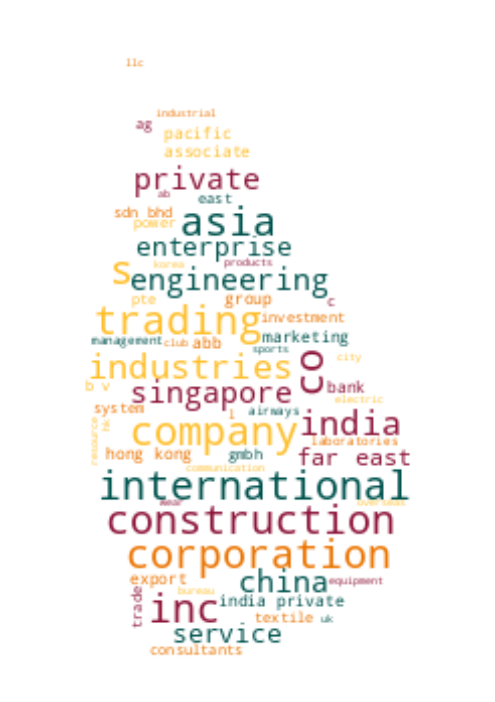 llc
industrial
ag
pacific
associate
private
ab
east
sdn bhd
power
asia
enterprise
korea
products
s
engineering
pte
group
c
trading
investment
management
club
abb
marketing
sports
industries
co
city
b v
singapore
bank
electric
system
l
airways
resource
hk
company
india
laboratories
hong kong
gmbh
far east
communication
international
wear
overseas
construction
corporation
export
china
equipment
bureau
trade
inc
india private
textile
uk
service
consultants